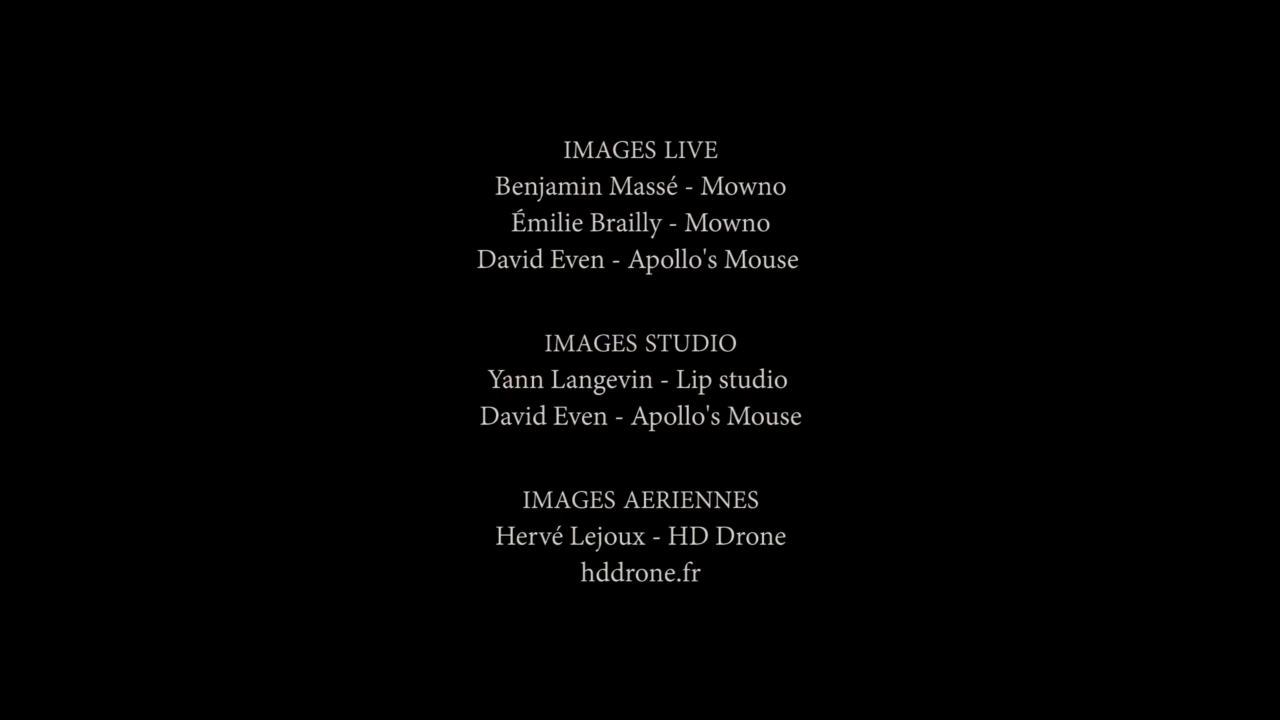 IMAGES LIVE
Benjamin Massé - Mowno
Émilie Brailly - Mowno
David Even - Apollo's Mouse
IMAGES STUDIO
Yann Langevin - Lip studio
David Even - Apollo's Mouse
IMAGES AERIENNES
Hervé Lejoux - HD Drone
hddrone.fr